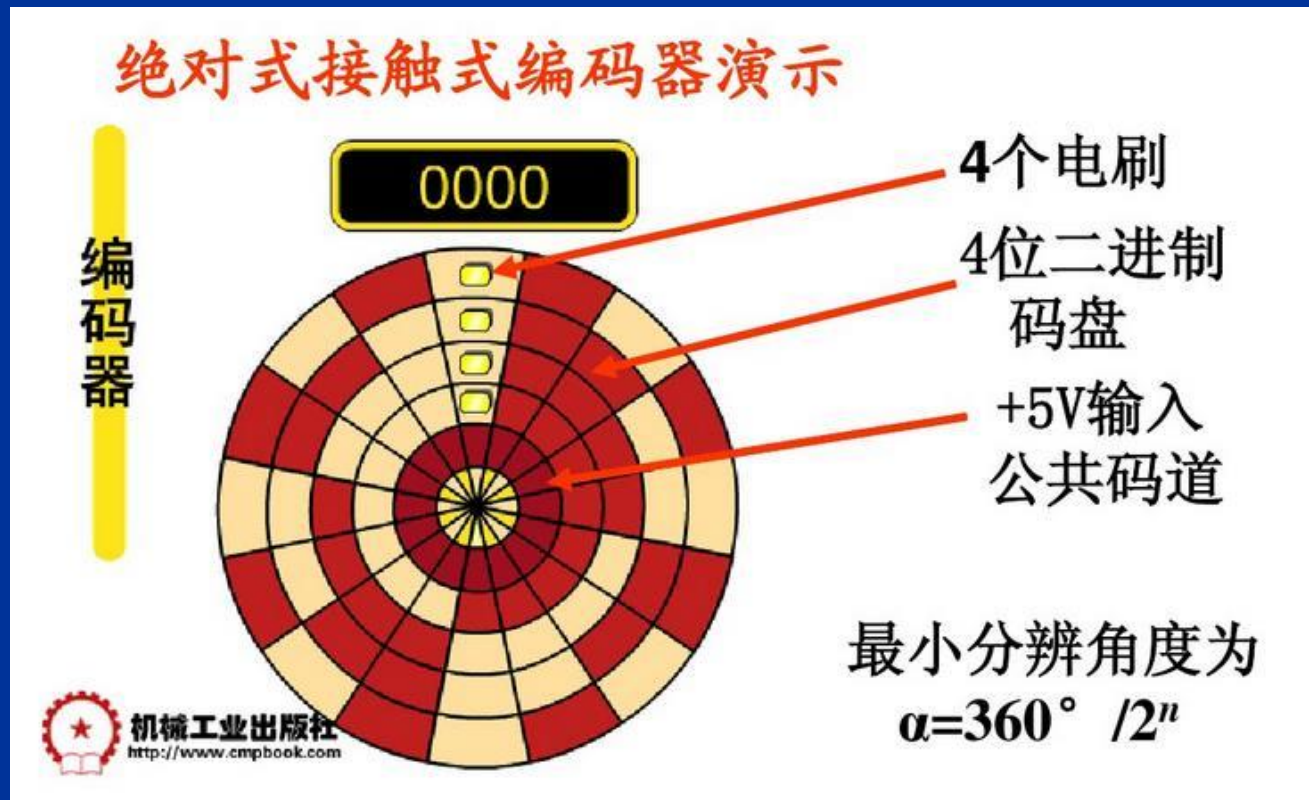 绝对式接触式编码器演示
编码器
0000
4个电刷
4位二进制
码盘
+5V输入
公共码道
最小分辨角度为
α=360°/2ⁿ
机械工业出版社
http://www.cmpbook.com